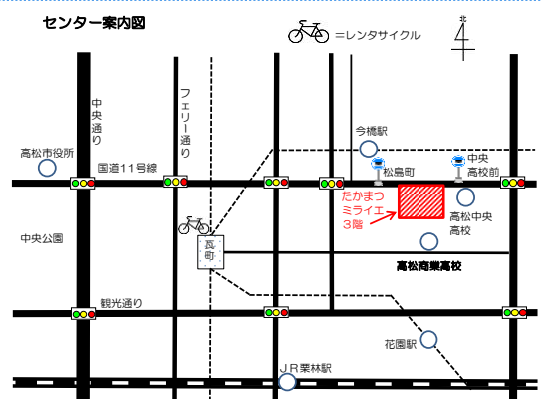 センター案内図
=レンタサイクル
北
中央通り
フェリー通り
今橋駅
高松市役所
国道11号線
松島町
中央
高校前
たかまつ
ミライエ
3階
高松中央
高校
中央公園
瓦町
高松商業高校
観光通り
花園駅
JR栗林駅